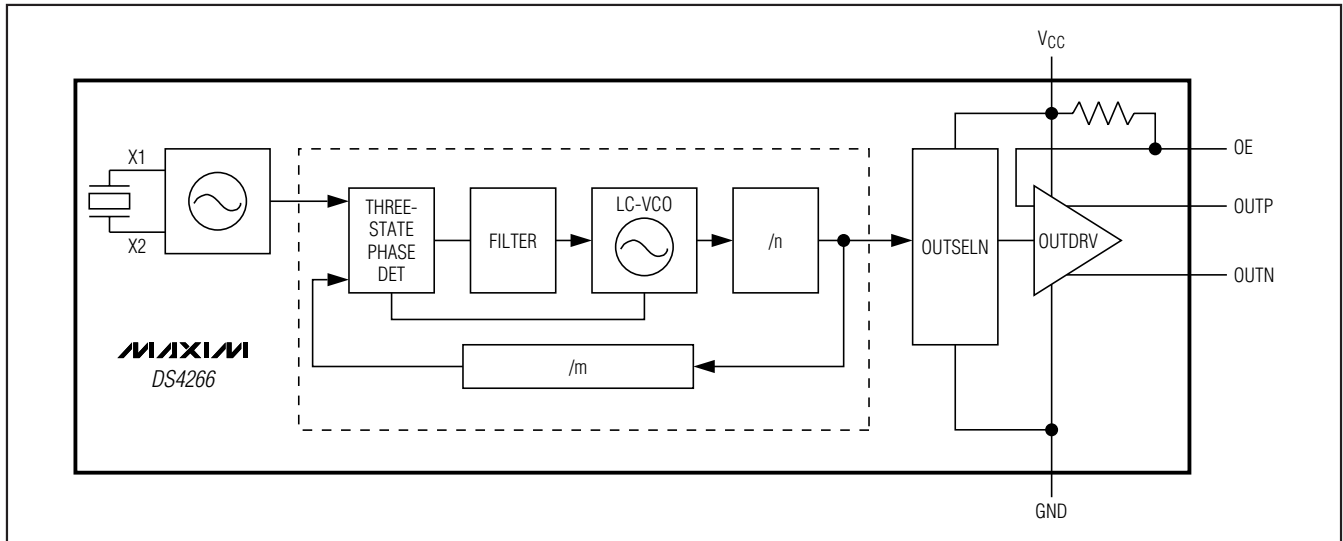 VCC
X1
X2
THREE-
STATE
PHASE
DET
FILTER
LC-VCO
/n
/m
OUTSELN
OUTDRV
OE
OUTP
OUTN
MAXIM
DS4266
GND